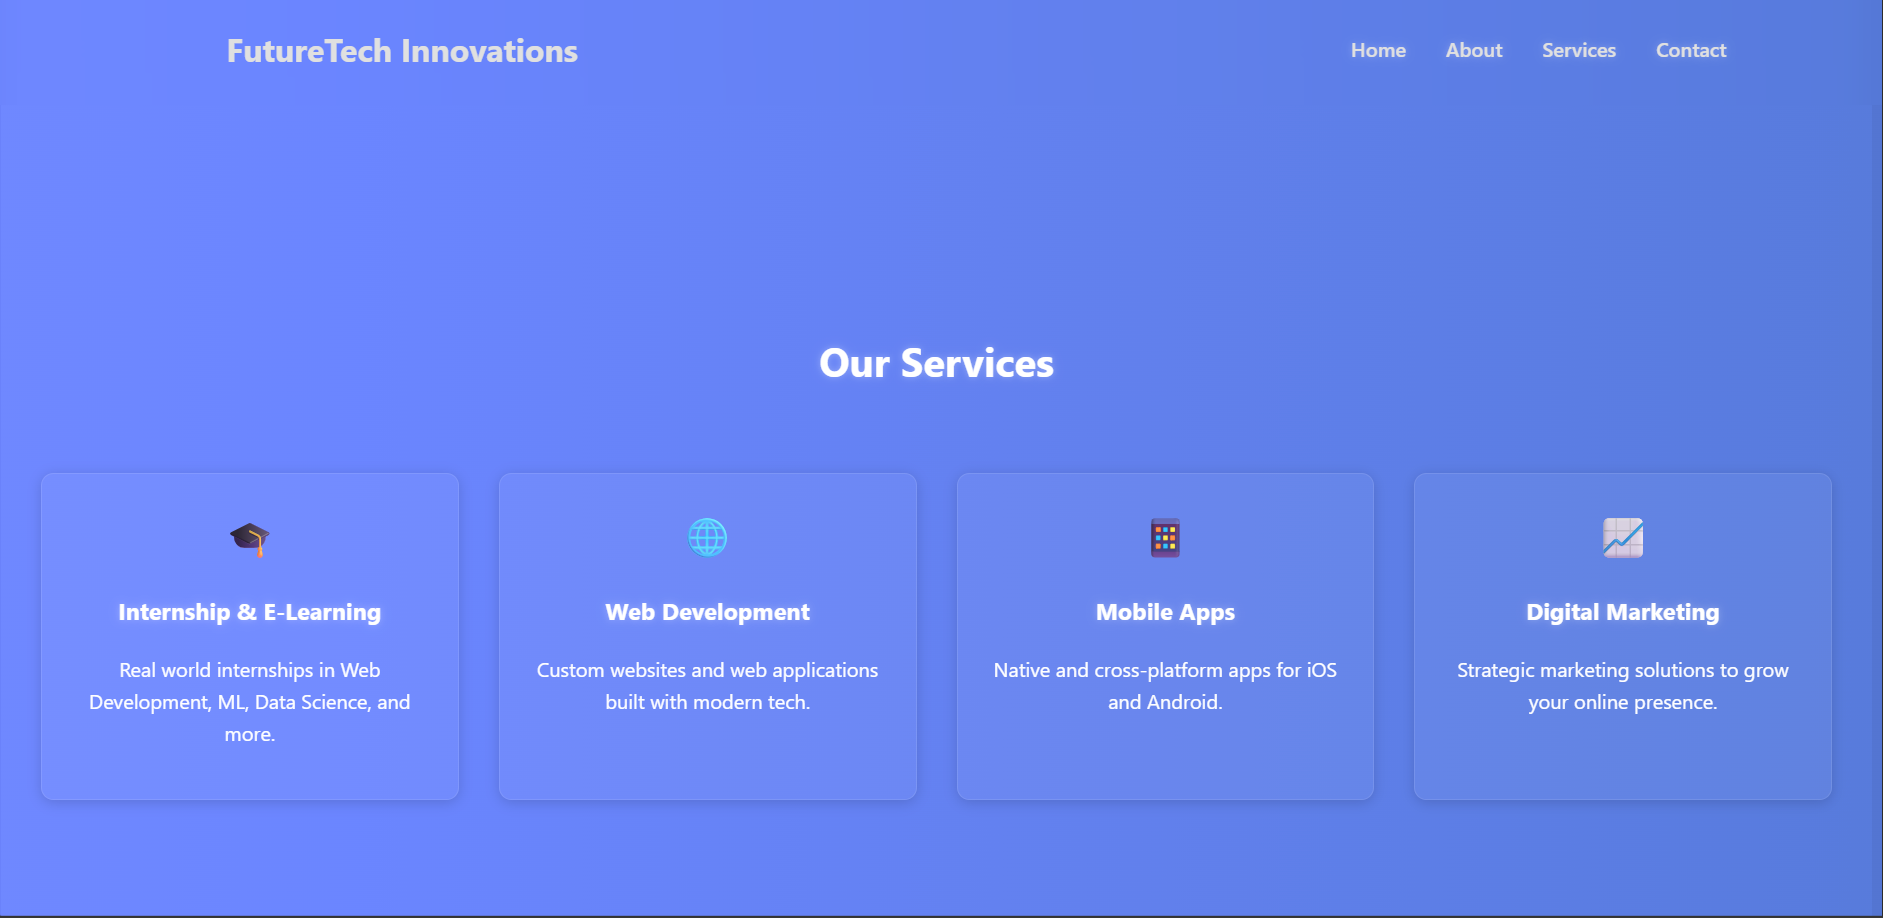 FutureTech Innovations
Home About Services Contact
Our Services
Internship & E-Learning
Real world internships in Web
Development, ML, Data Science, and
more.
Web Development
Custom websites and web applications
built with modern tech.
Mobile Apps
Native and cross-platform apps for iOS
and Android.
Digital Marketing
Strategic marketing solutions to grow
your online presence.